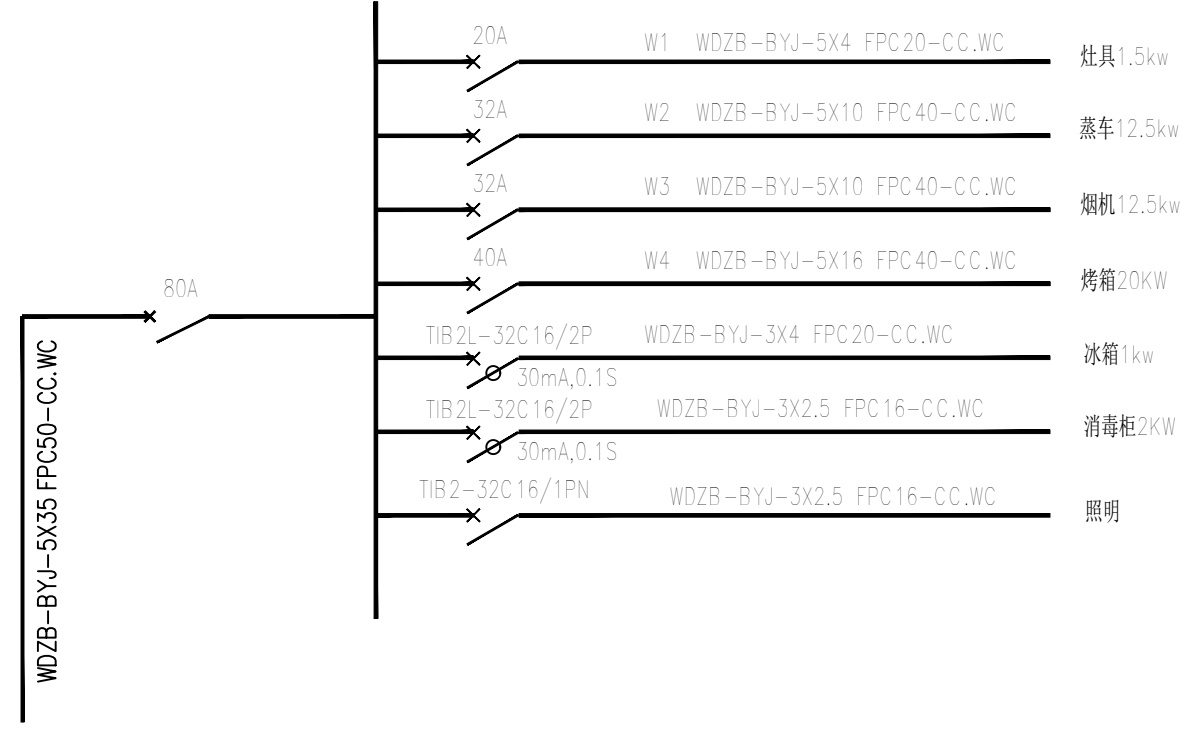 20A
W1 WDZB-BYJ-5X4 FPC20-CC.WC
灶具1.5kw
32A
W2 WDZB-BYJ-5X10 FPC40-CC.WC
蒸车12.5kw
32A
W3 WDZB-BYJ-5X10 FPC40-CC.WC
烟机12.5kw
40A
W4 WDZB-BYJ-5X16 FPC40-CC.WC
烤箱20KW
80A
WDZB-BYJ-5X35 FPC50-CC.WC
TIB2L-32C16/2P
WDZB-BYJ-3X4 FPC20-CC.WC
冰箱1kw
30mA,0.1S
TIB2L-32C16/2P
WDZB-BYJ-3X2.5 FPC16-CC.WC
消毒柜2KW
30mA,0.1S
TIB2-32C16/1PN
WDZB-BYJ-3X2.5 FPC16-CC.WC
照明